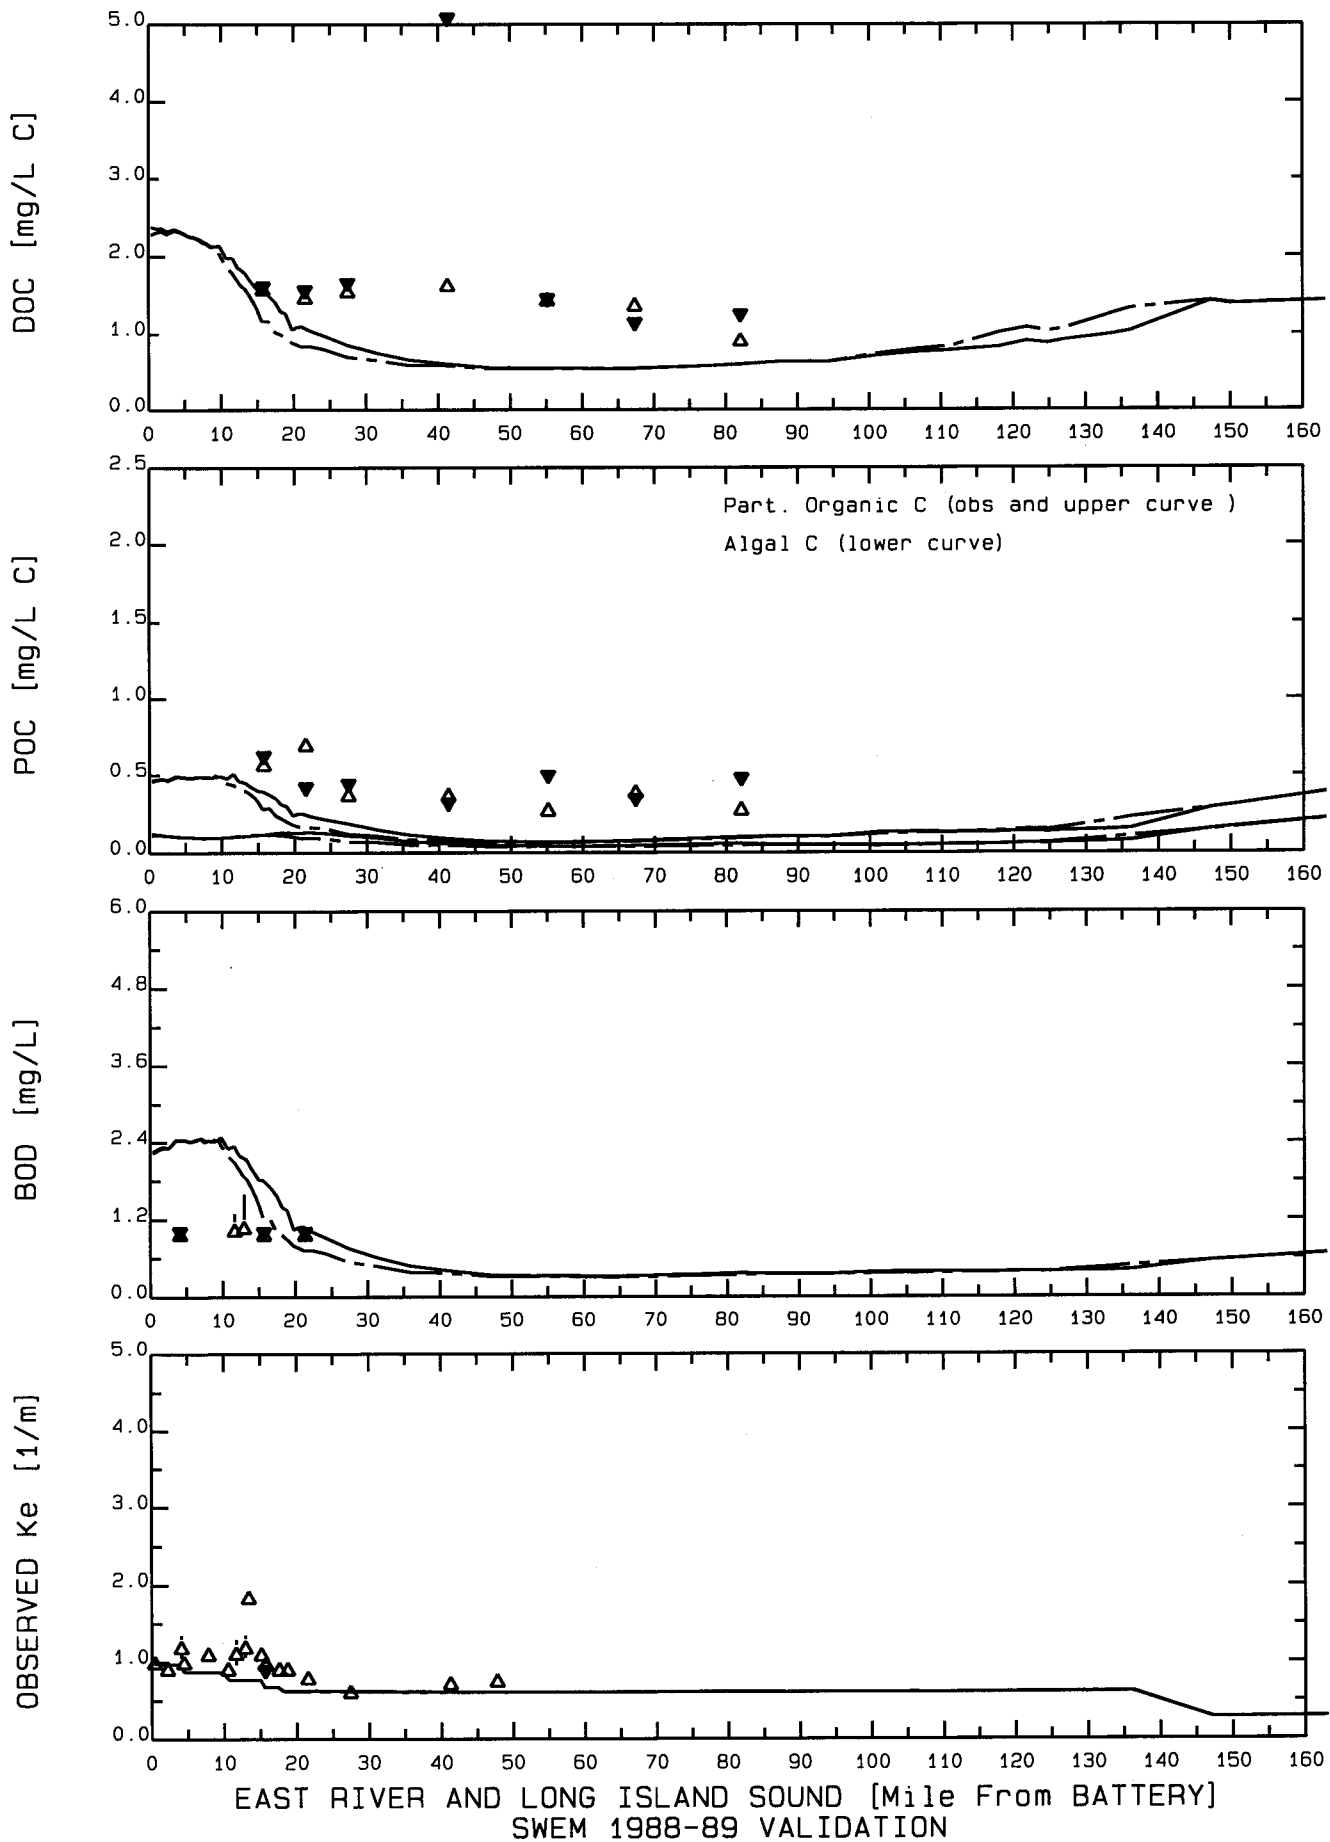 DOC [mg/L C]
5.0
4.0
3.0
2.0
1.0
0.0
0 10 20 30 40 50 60 70 80 90 100 110 120 130 140 150 160
POC [mg/L C]
2.5
2.0
1.5
1.0
0.5
0.0
Part. Organic C (obs and upper curve )
Algal C (lower curve)
0 10 20 30 40 50 60 70 80 90 100 110 120 130 140 150 160
BOD [mg/L]
6.0
4.8
3.6
2.4
1.2
0.0
0 10 20 30 40 50 60 70 80 90 100 110 120 130 140 150 160
OBSERVED Ke [1/m]
5.0
4.0
3.0
2.0
1.0
0.0
0 10 20 30 40 50 60 70 80 90 100 110 120 130 140 150 160
EAST RIVER AND LONG ISLAND SOUND [Mile From BATTERY]
SWEM 1988-89 VALIDATION